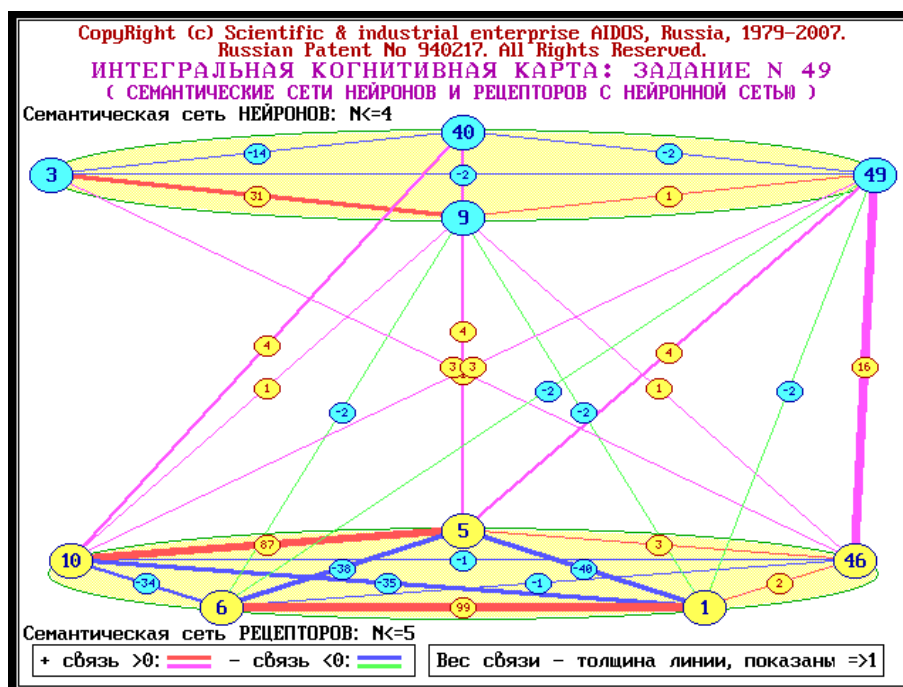 CopyRight (c) Scientific & industrial enterprise AIDOS, Russia, 1979-2007.
Russian Patent No 940217. All Rights Reserved.
ИНТЕГРАЛЬНАЯ КОГНИТИВНАЯ КАРТА: ЗАДАНИЕ N 49
( СЕМАНТИЧЕСКИЕ СЕТИ НЕЙРОНОВ И РЕЦЕПТОРОВ С НЕЙРОННОЙ СЕТЬЮ )
Семантическая сеть НЕЙРОНОВ: N<=4
40
-14 -2
3 -2 49
31 1
9
4
4 4
3 3 16
1 1
-2 -2
-2 -2
5
87 3
10 -1 46
-38 -40
-34 -35 -1 2
6 99 1
Семантическая сеть РЕЦЕПТОРОВ: N<=5
+ связь >0: - связь <0:
Вес связи - толщина линии, показаны =>1